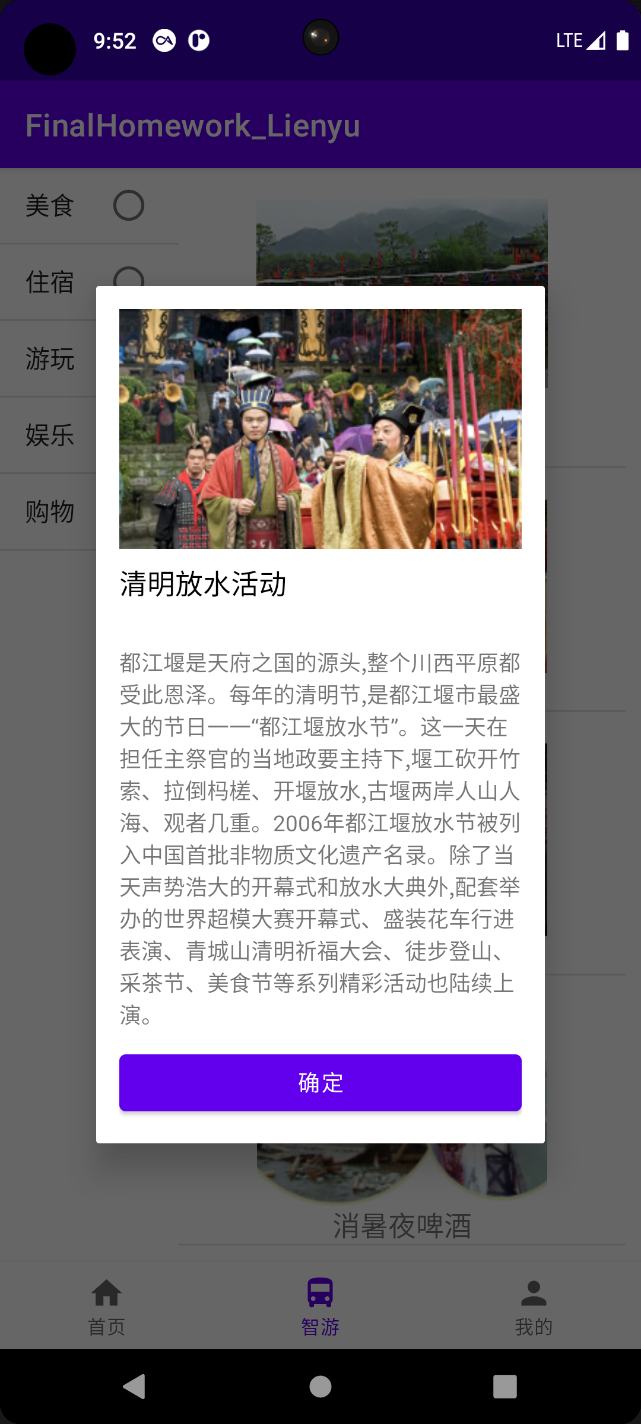 9:52
LTE
FinalHomework_Lienyu
美食
住宿
游玩
娱乐
购物
清明放水活动
都江堰是天府之国的源头,整个川西平原都
受此恩泽。每年的清明节,是都江堰市最盛
大的节日一一“都江堰放水节”。这一天在
担任主祭官的当地政要主持下,堰工砍开竹
索、拉倒杩槎、开堰放水,古堰两岸人山人
海、观者几重。2006年都江堰放水节被列
入中国首批非物质文化遗产名录。除了当
天声势浩大的开幕式和放水大典外,配套举
办的世界超模大赛开幕式、盛装花车行进
表演、青城山清明祈福大会、徒步登山、
采茶节、美食节等系列精彩活动也陆续上
演。
确定
消暑夜啤酒
首页
智游
我的